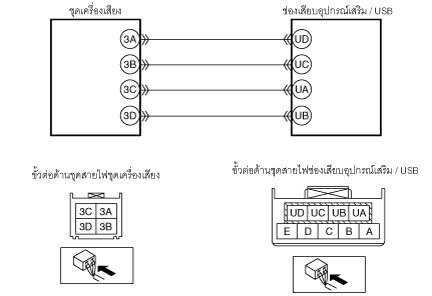 ชุดเครื่องเสียง ช่องเสียบอุปกรณ์เสริม / USB
3A UD
3B UC
3C UA
3D UB
ขั้วต่อด้านชุดสายไฟชุดเครื่องเสียง ขั้วต่อด้านชุดสายไฟช่องเสียบอุปกรณ์เสริม / USB
3C 3A
3D 3B
UD UC UB UA
E D C B A